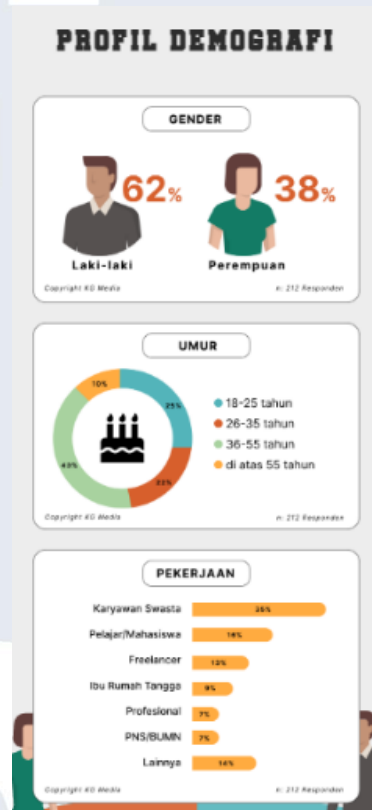 PROFIL DEMOGRAFI
GENDER
62%
38%
Laki-laki
Perempuan
Copyright KG Media
n: 212 Responden
UMUR
10%
25%
18-25 tahun
26-35 tahun
36-55 tahun
di atas 55 tahun
Copyright KG Media
n: 212 Responden
PEKERJAAN
Karyawan Swasta
Pelajar/Mahasiswa
16%
Freelancer
Ibu Rumah Tangga
9%
Profesional
7%
PNS/BUMN
7%
Lainnya
14%
Copyright KG Media
n: 212 Responden